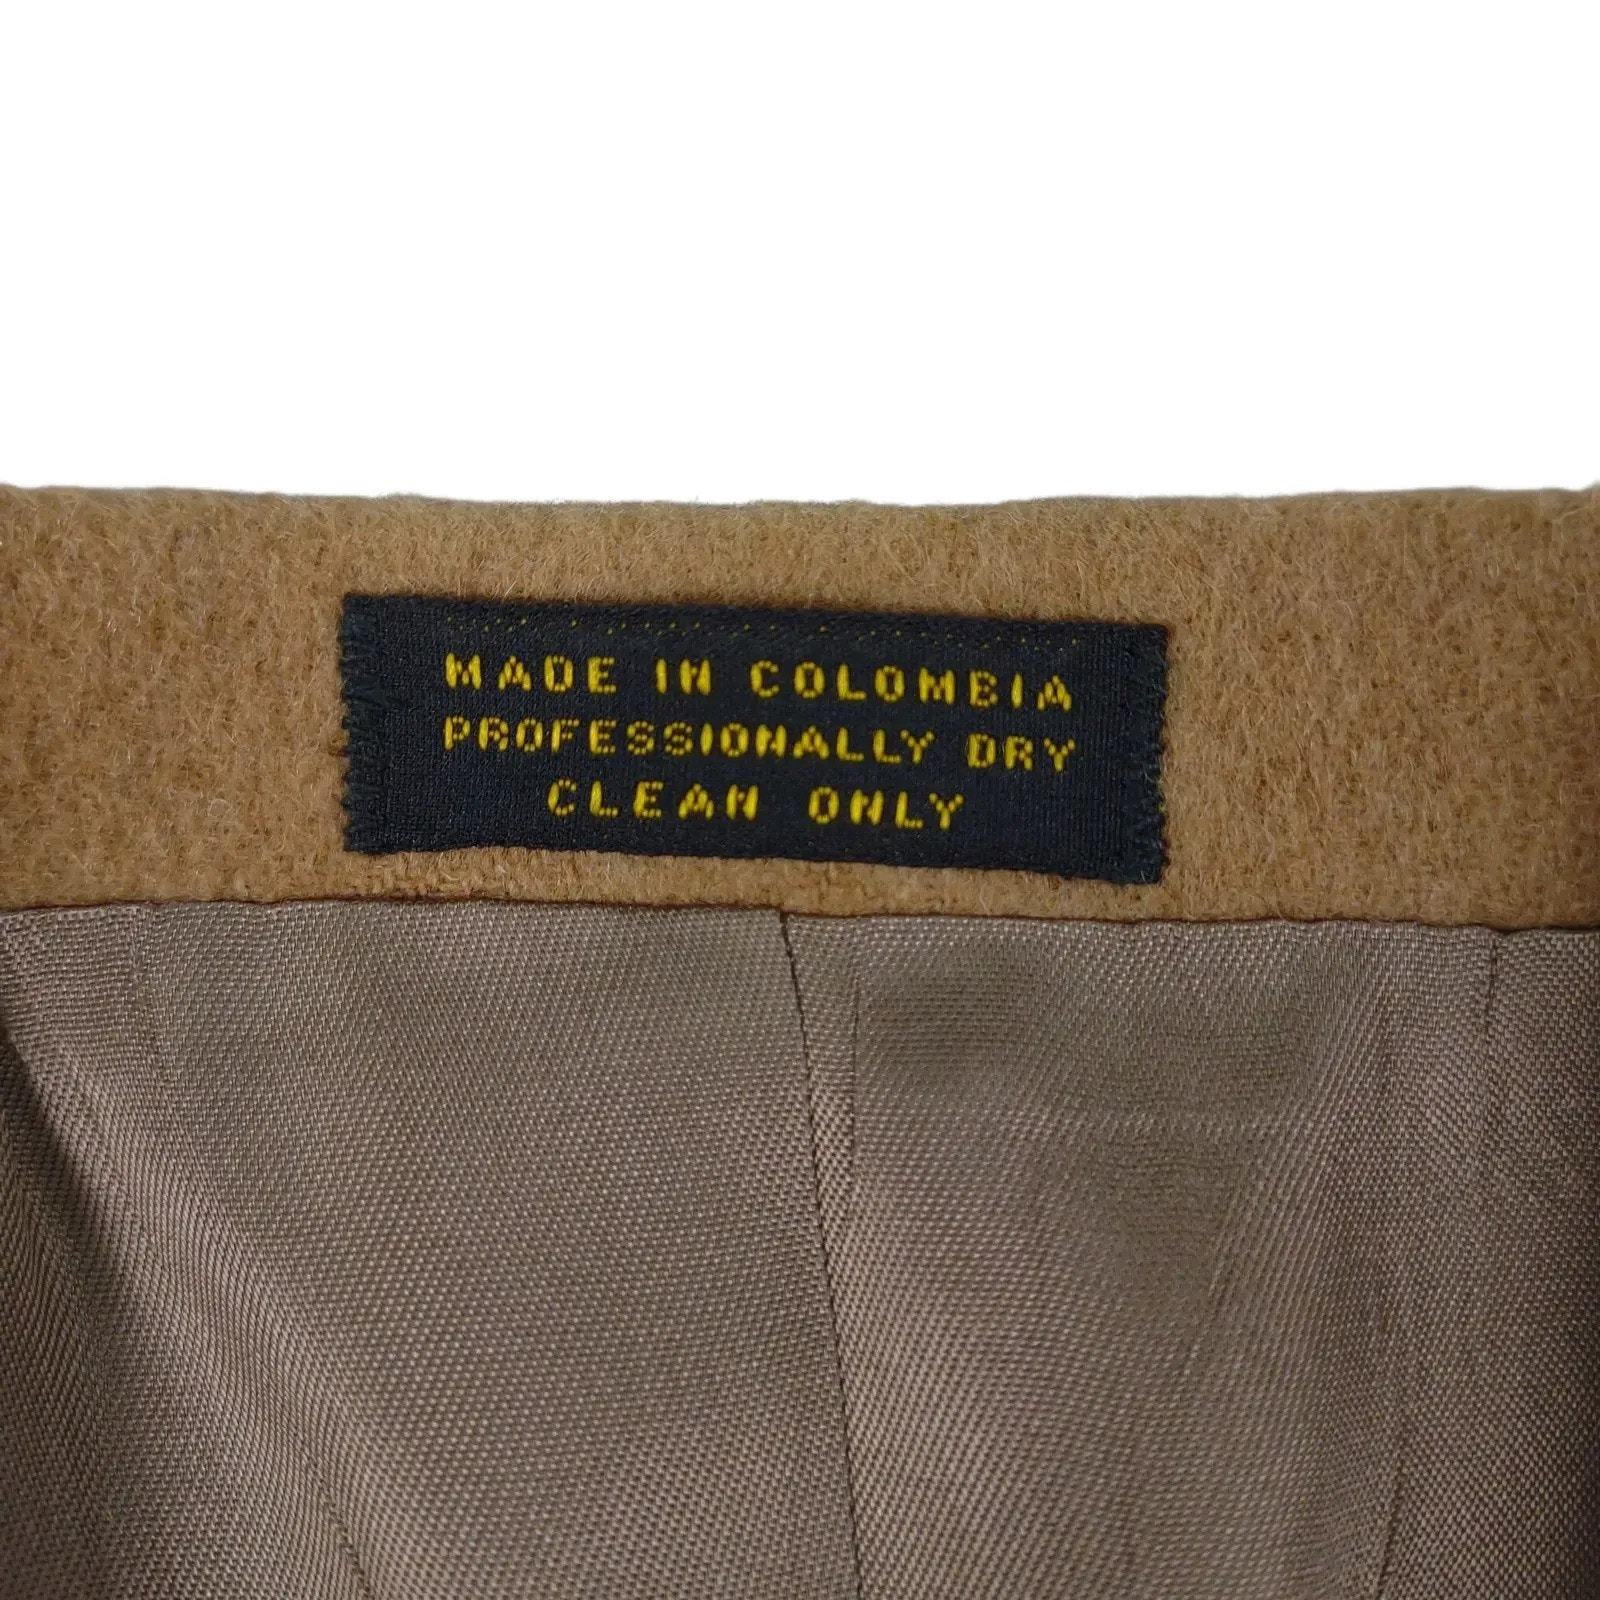 MADE IN COLOMBIA
PROFESSIONALLY DRY
CLEAN ONLY